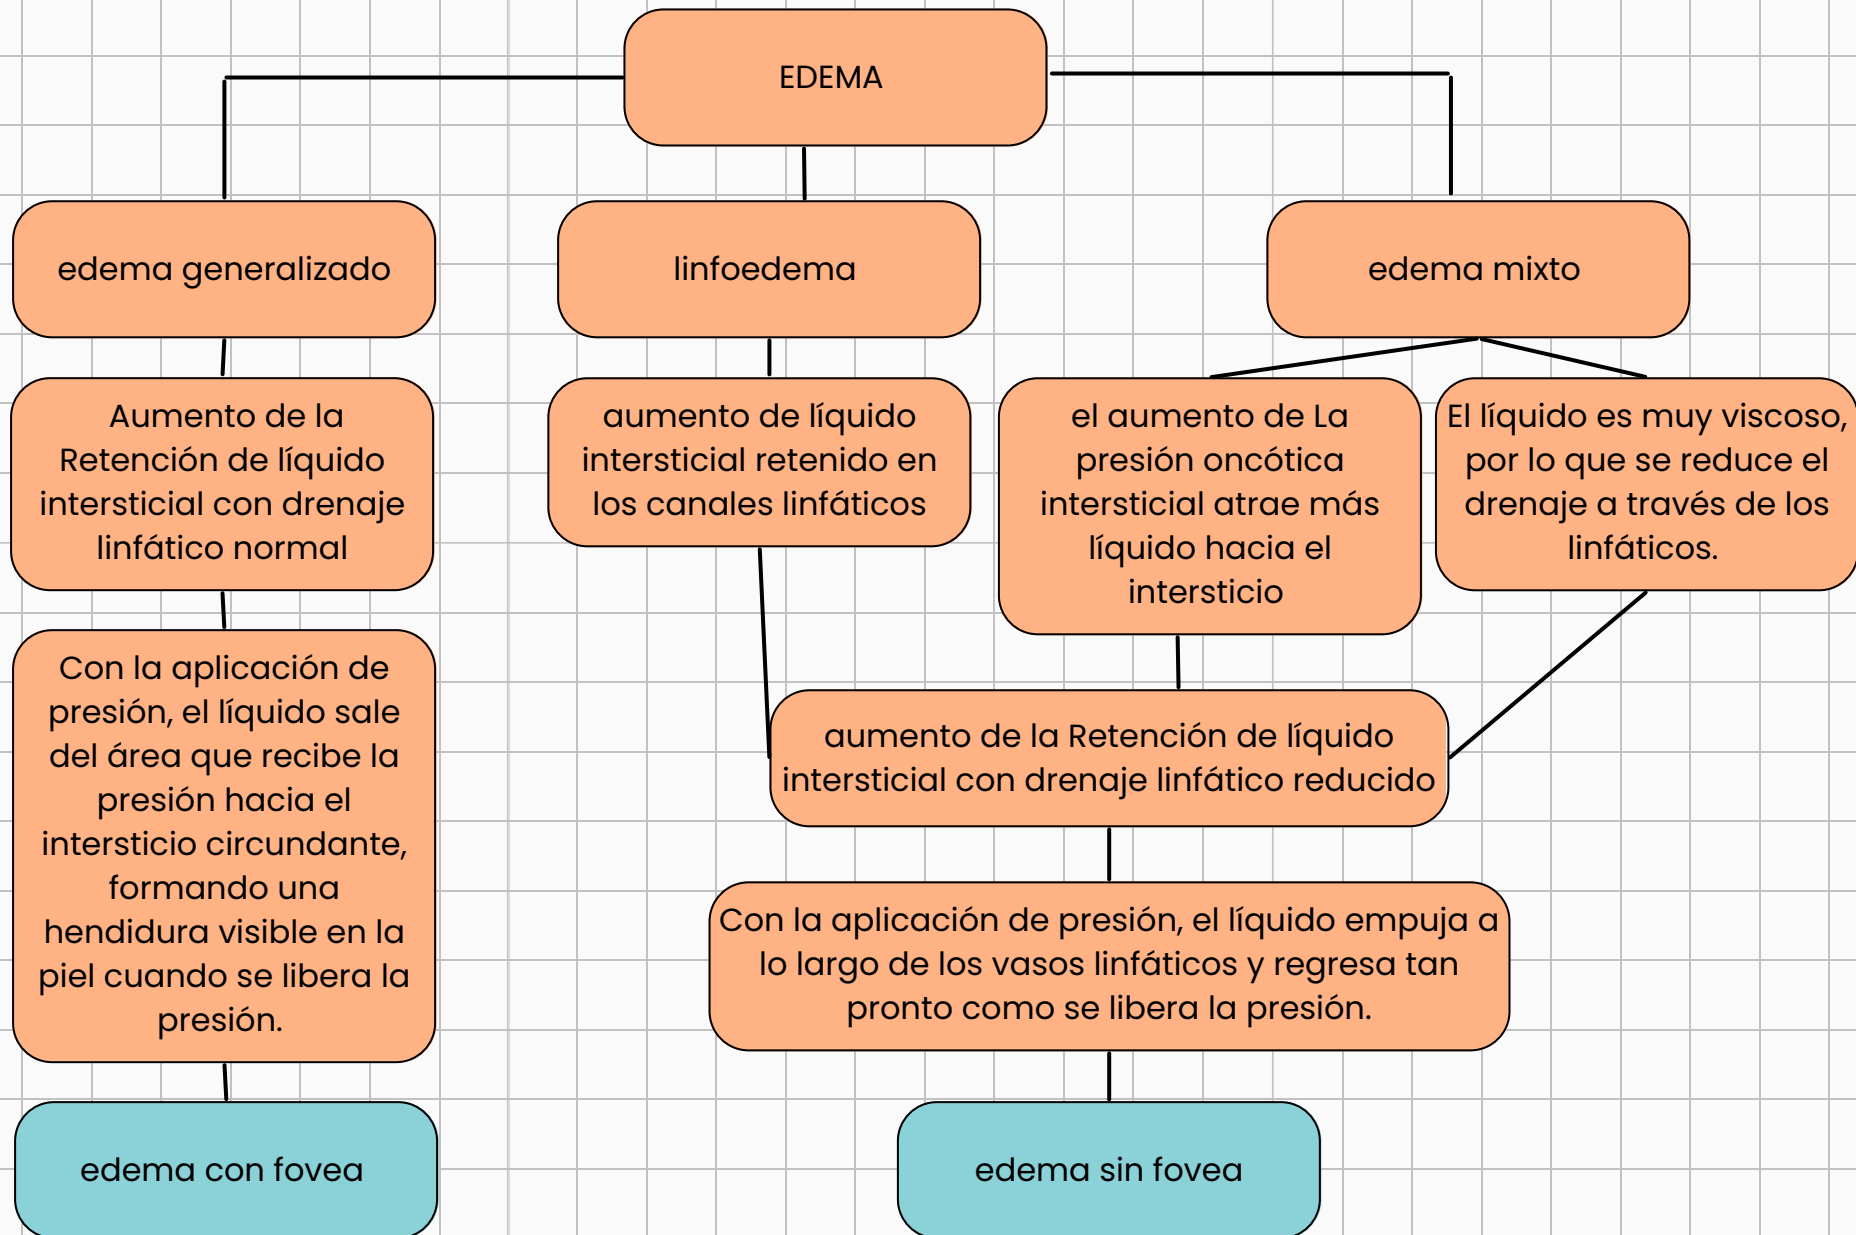 EDEMA
edema generalizado
linfoedema
edema mixto
Aumento de la
Retención de líquido
intersticial con drenaje
linfático normal
aumento de líquido
intersticial retenido en
los canales linfáticos
el aumento de La
presión oncótica
intersticial atrae más
líquido hacia el
intersticio
El líquido es muy viscoso,
por lo que se reduce el
drenaje a través de los
linfáticos.
Con la aplicación de
presión, el líquido sale
del área que recibe la
presión hacia el
intersticio circundante,
formando una
hendidura visible en la
piel cuando se libera la
presión.
aumento de la Retención de líquido
intersticial con drenaje linfático reducido
Con la aplicación de presión, el líquido empuja a
lo largo de los vasos linfáticos y regresa tan
pronto como se libera la presión.
edema con fovea
edema sin fovea